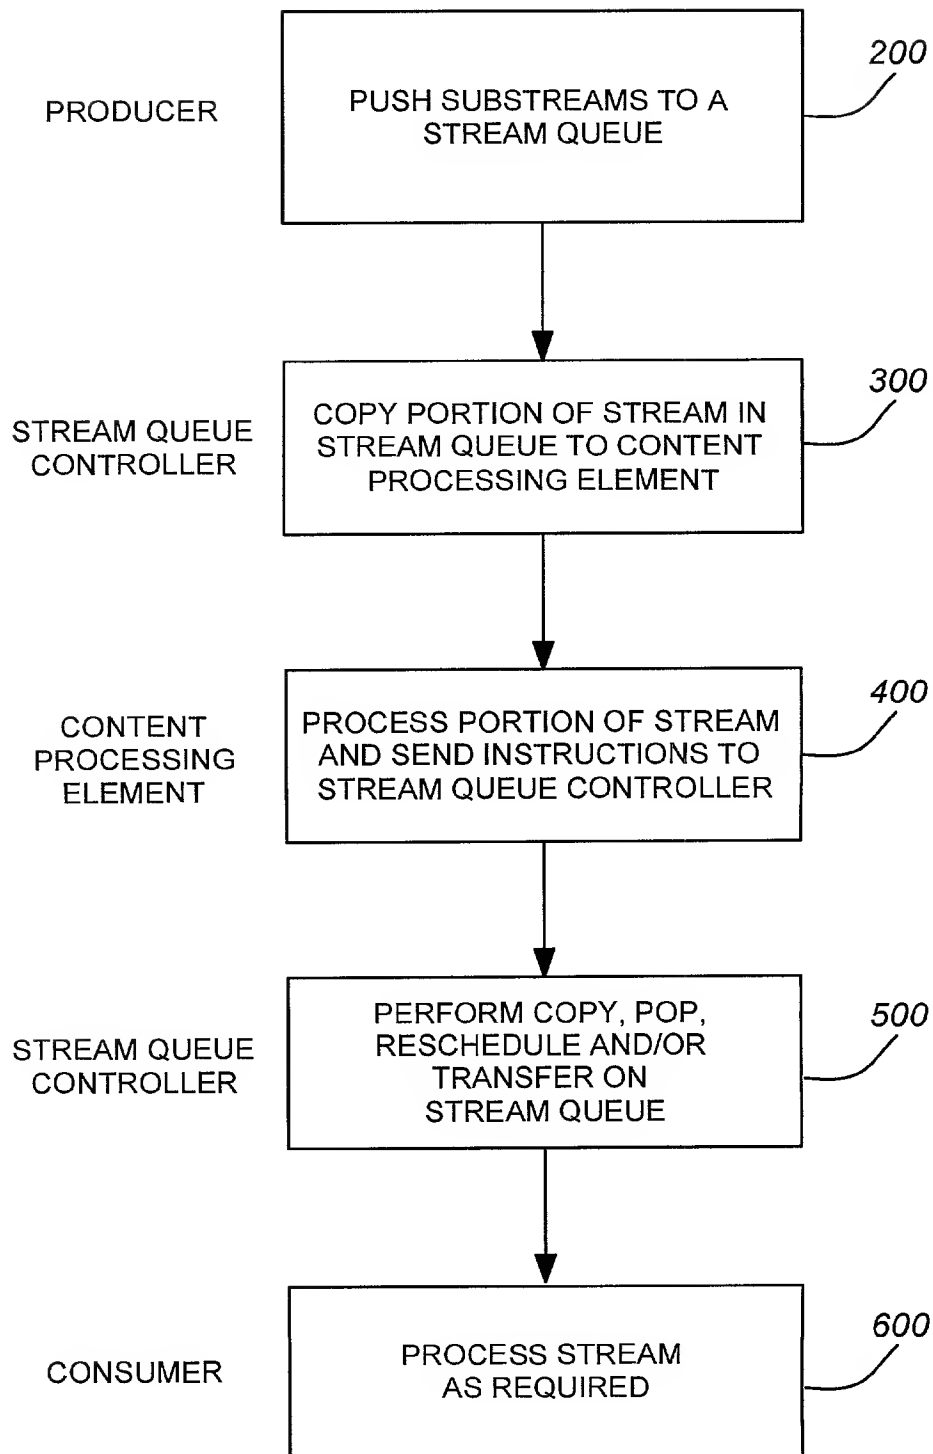 200
PRODUCER
PUSH SUBSTREAMS TO A
STREAM QUEUE
300
STREAM QUEUE
CONTROLLER
COPY PORTION OF STREAM IN
STREAM QUEUE TO CONTENT
PROCESSING ELEMENT
400
CONTENT
PROCESSING
ELEMENT
PROCESS PORTION OF STREAM
AND SEND INSTRUCTIONS TO
STREAM QUEUE CONTROLLER
500
STREAM QUEUE
CONTROLLER
PERFORM COPY, POP,
RESCHEDULE AND/OR
TRANSFER ON
STREAM QUEUE
600
CONSUMER
PROCESS STREAM
AS REQUIRED